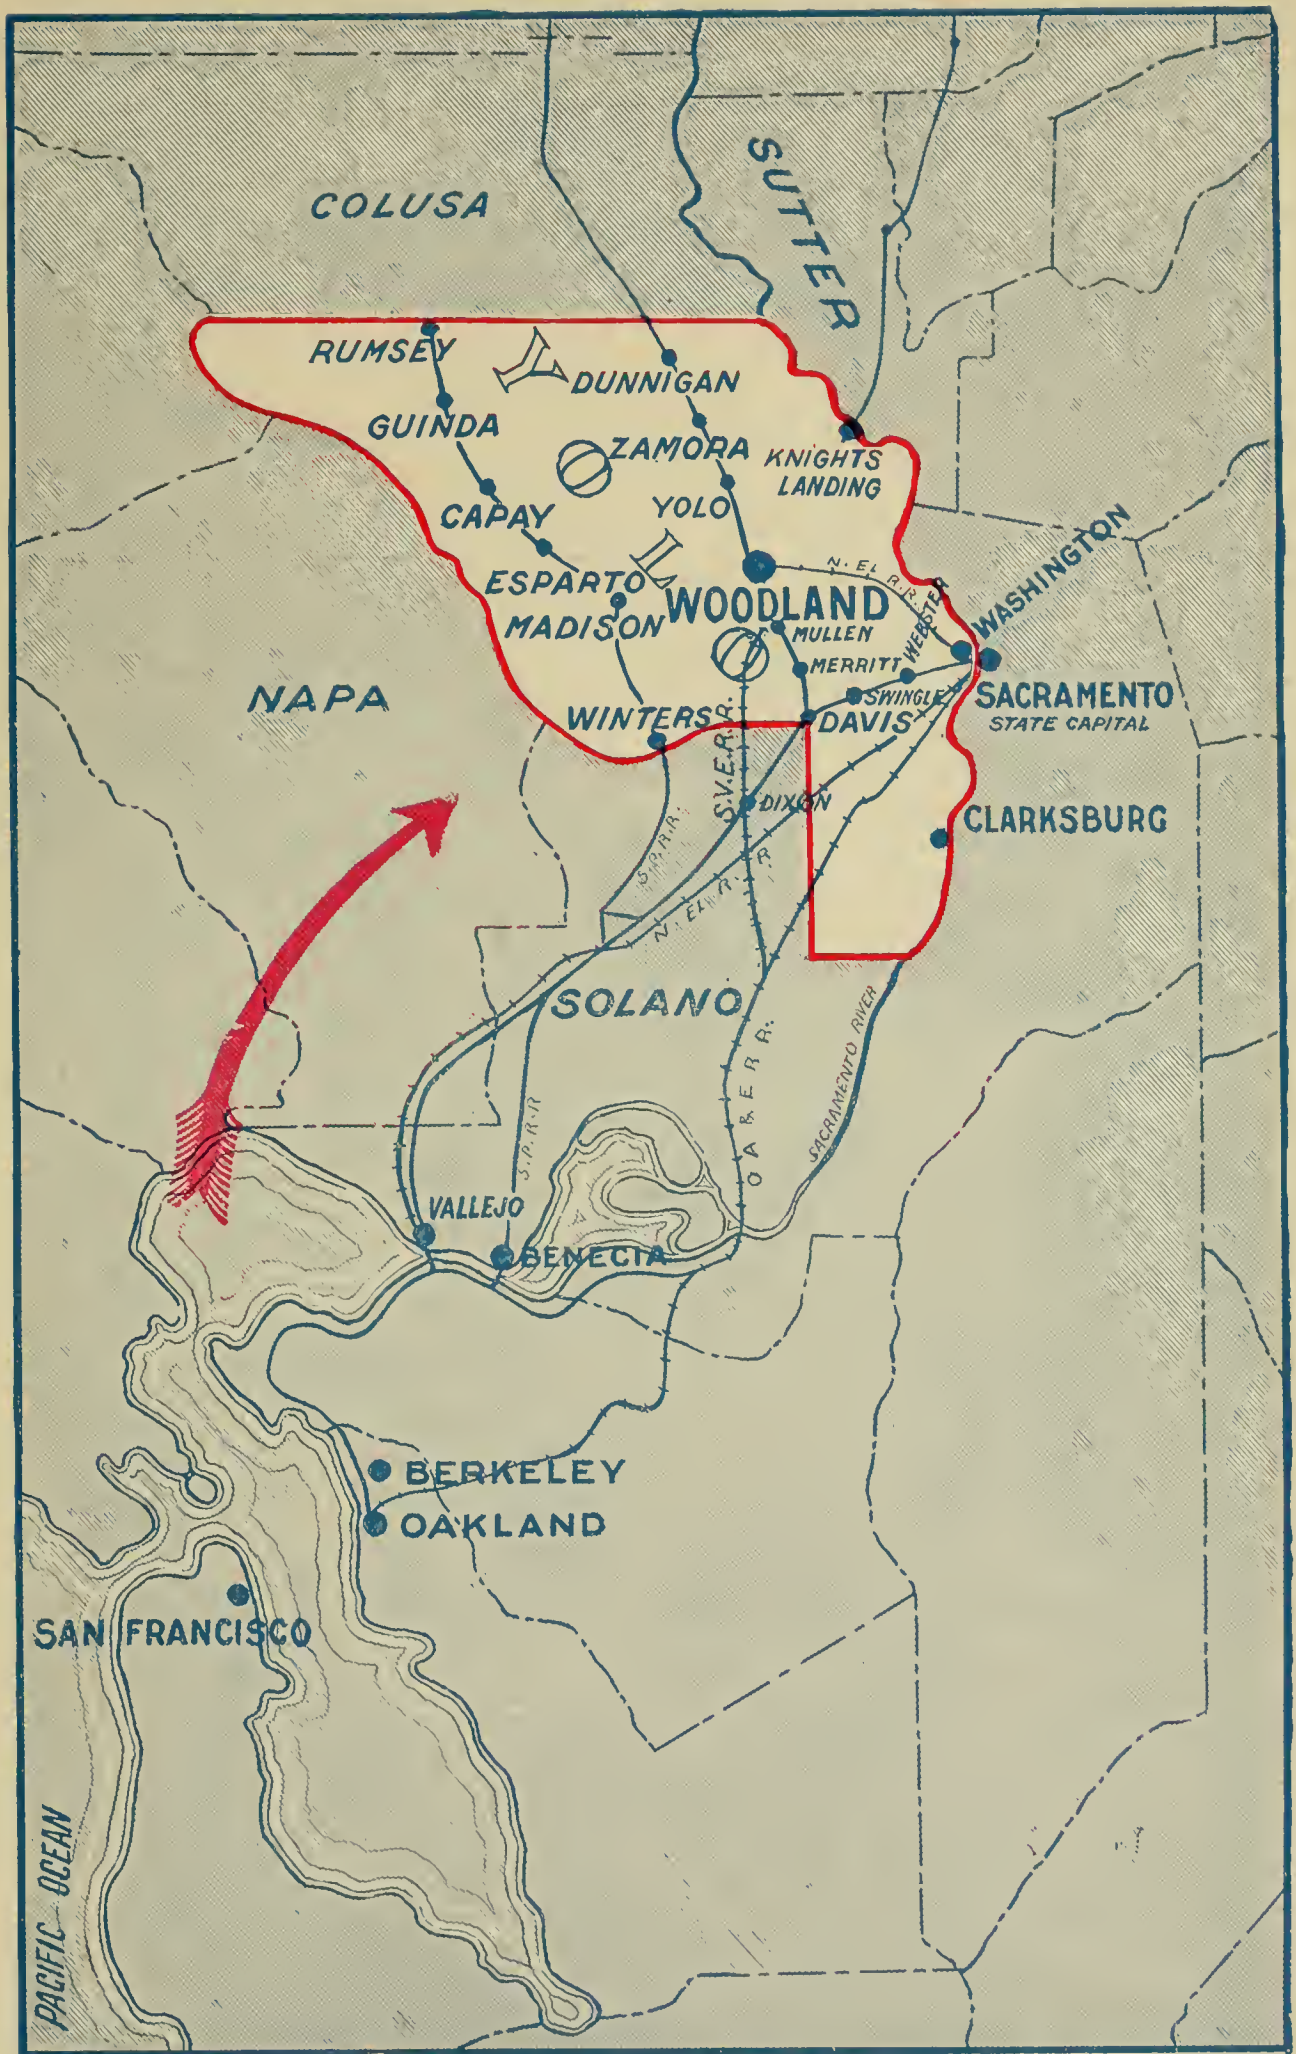 COLUSA
SUTTER
RUMSEY
DUNNIGAN
GUINDA
ZAMORA
KNIGHTS
LANDING
CAPAY
YOLO
YOLO
ESPARTO
MADISON
WOODLAND
N. EL R.R.
WEBSTER
WASHINGTON
MULLEN
MERRITT
SWINGLE
SACRAMENTO
STATE CAPITAL
NAPA
WINTERS
DAVIS
S.V.E.R.R.
DIXON
CLARKSBURG
S.P.R.R.
N. EL. R. R
SOLANO
O A & E R R.
SACRAMENTO RIVER
S.P.R.R
VALLEJO
BENECIA
BERKELEY
OAKLAND
SAN FRANCISCO
PACIFIC OCEAN